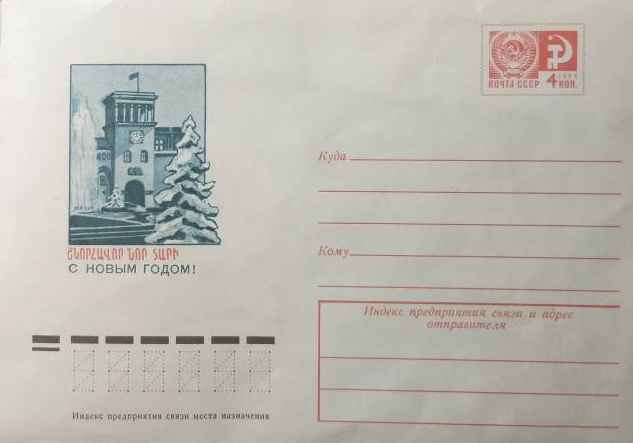 ПОЧТА СССР 4 КОП.
ՇՆՈՐՀԱՎՈՐ ՆՈՐ ՏԱՐԻ
С НОВЫМ ГОДОМ!
Куда
Кому
Индекс предприятия связи и адрес
отправителя
Индекс предприятия связи места назначения